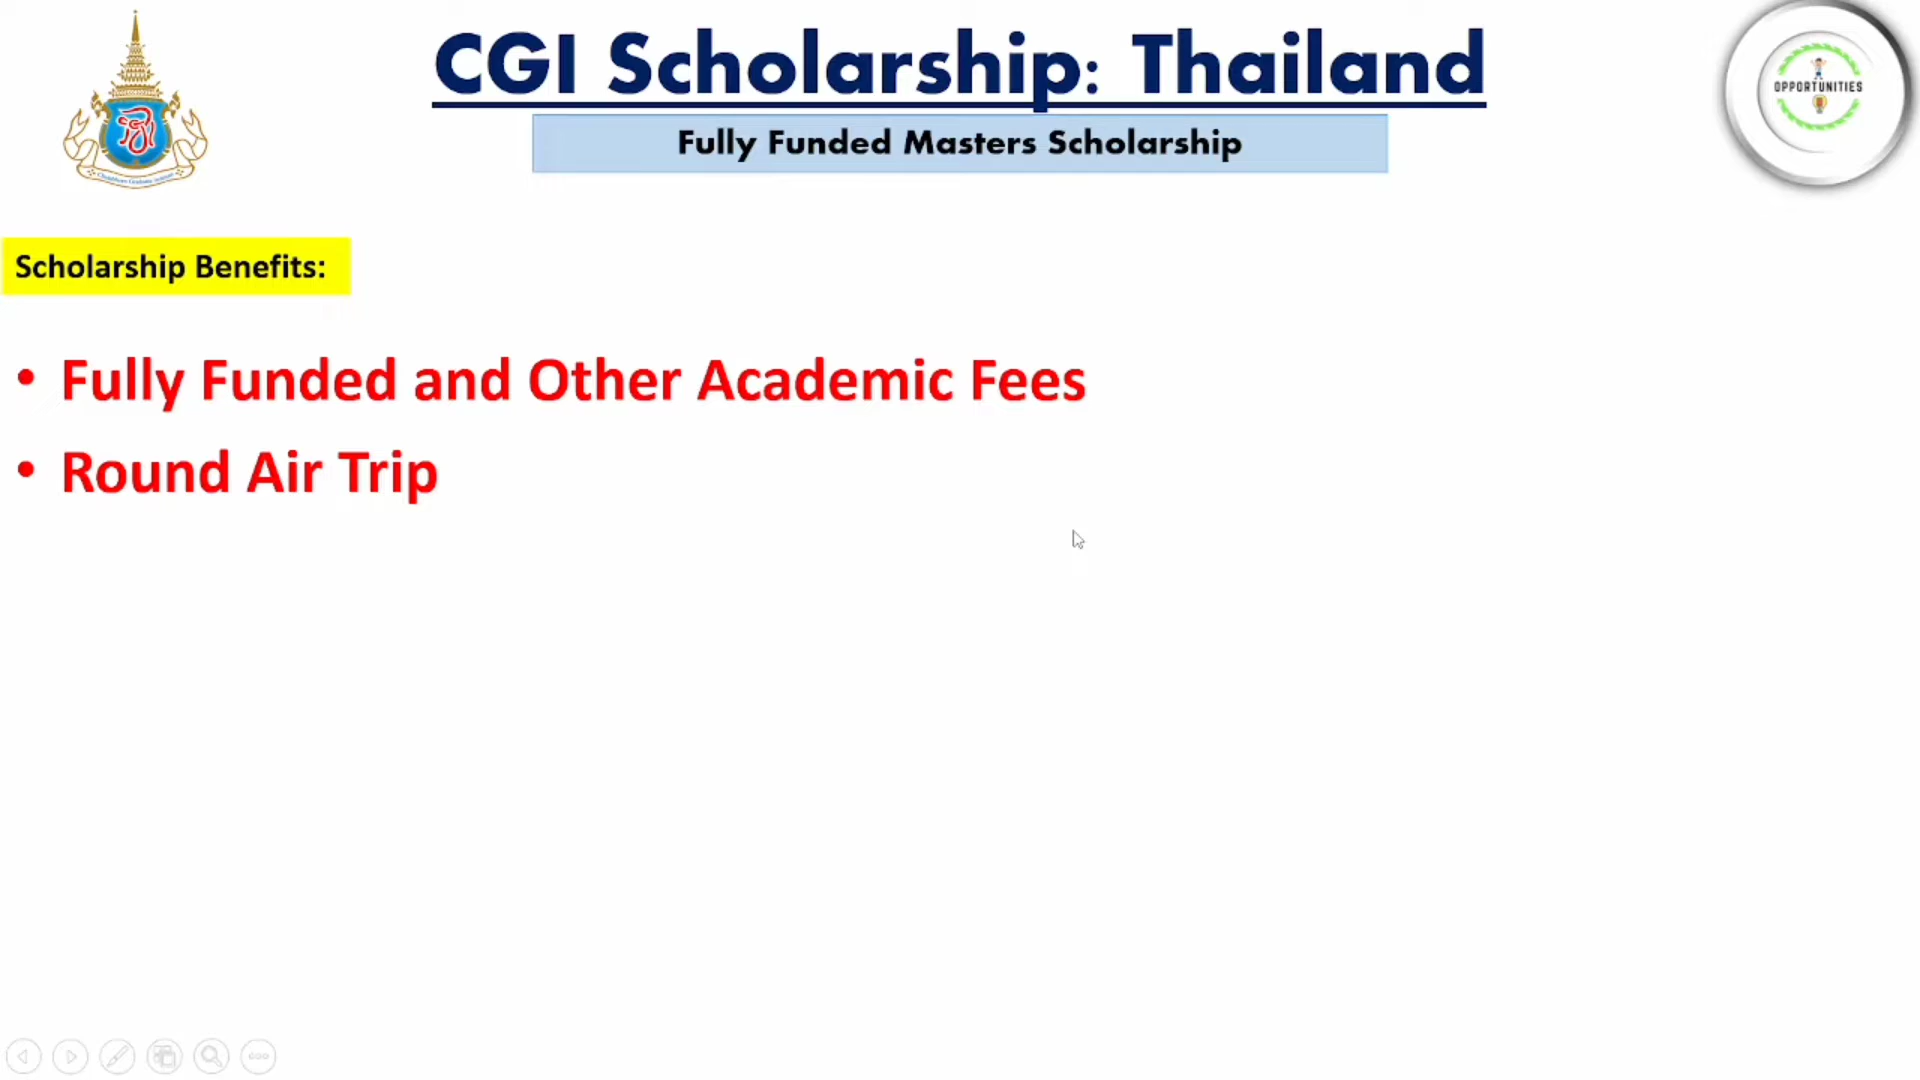 CGI Scholarship: Thailand
Fully Funded Masters Scholarship
OPPORTUNITIES
Scholarship Benefits:
• Fully Funded and Other Academic Fees
• Round Air Trip